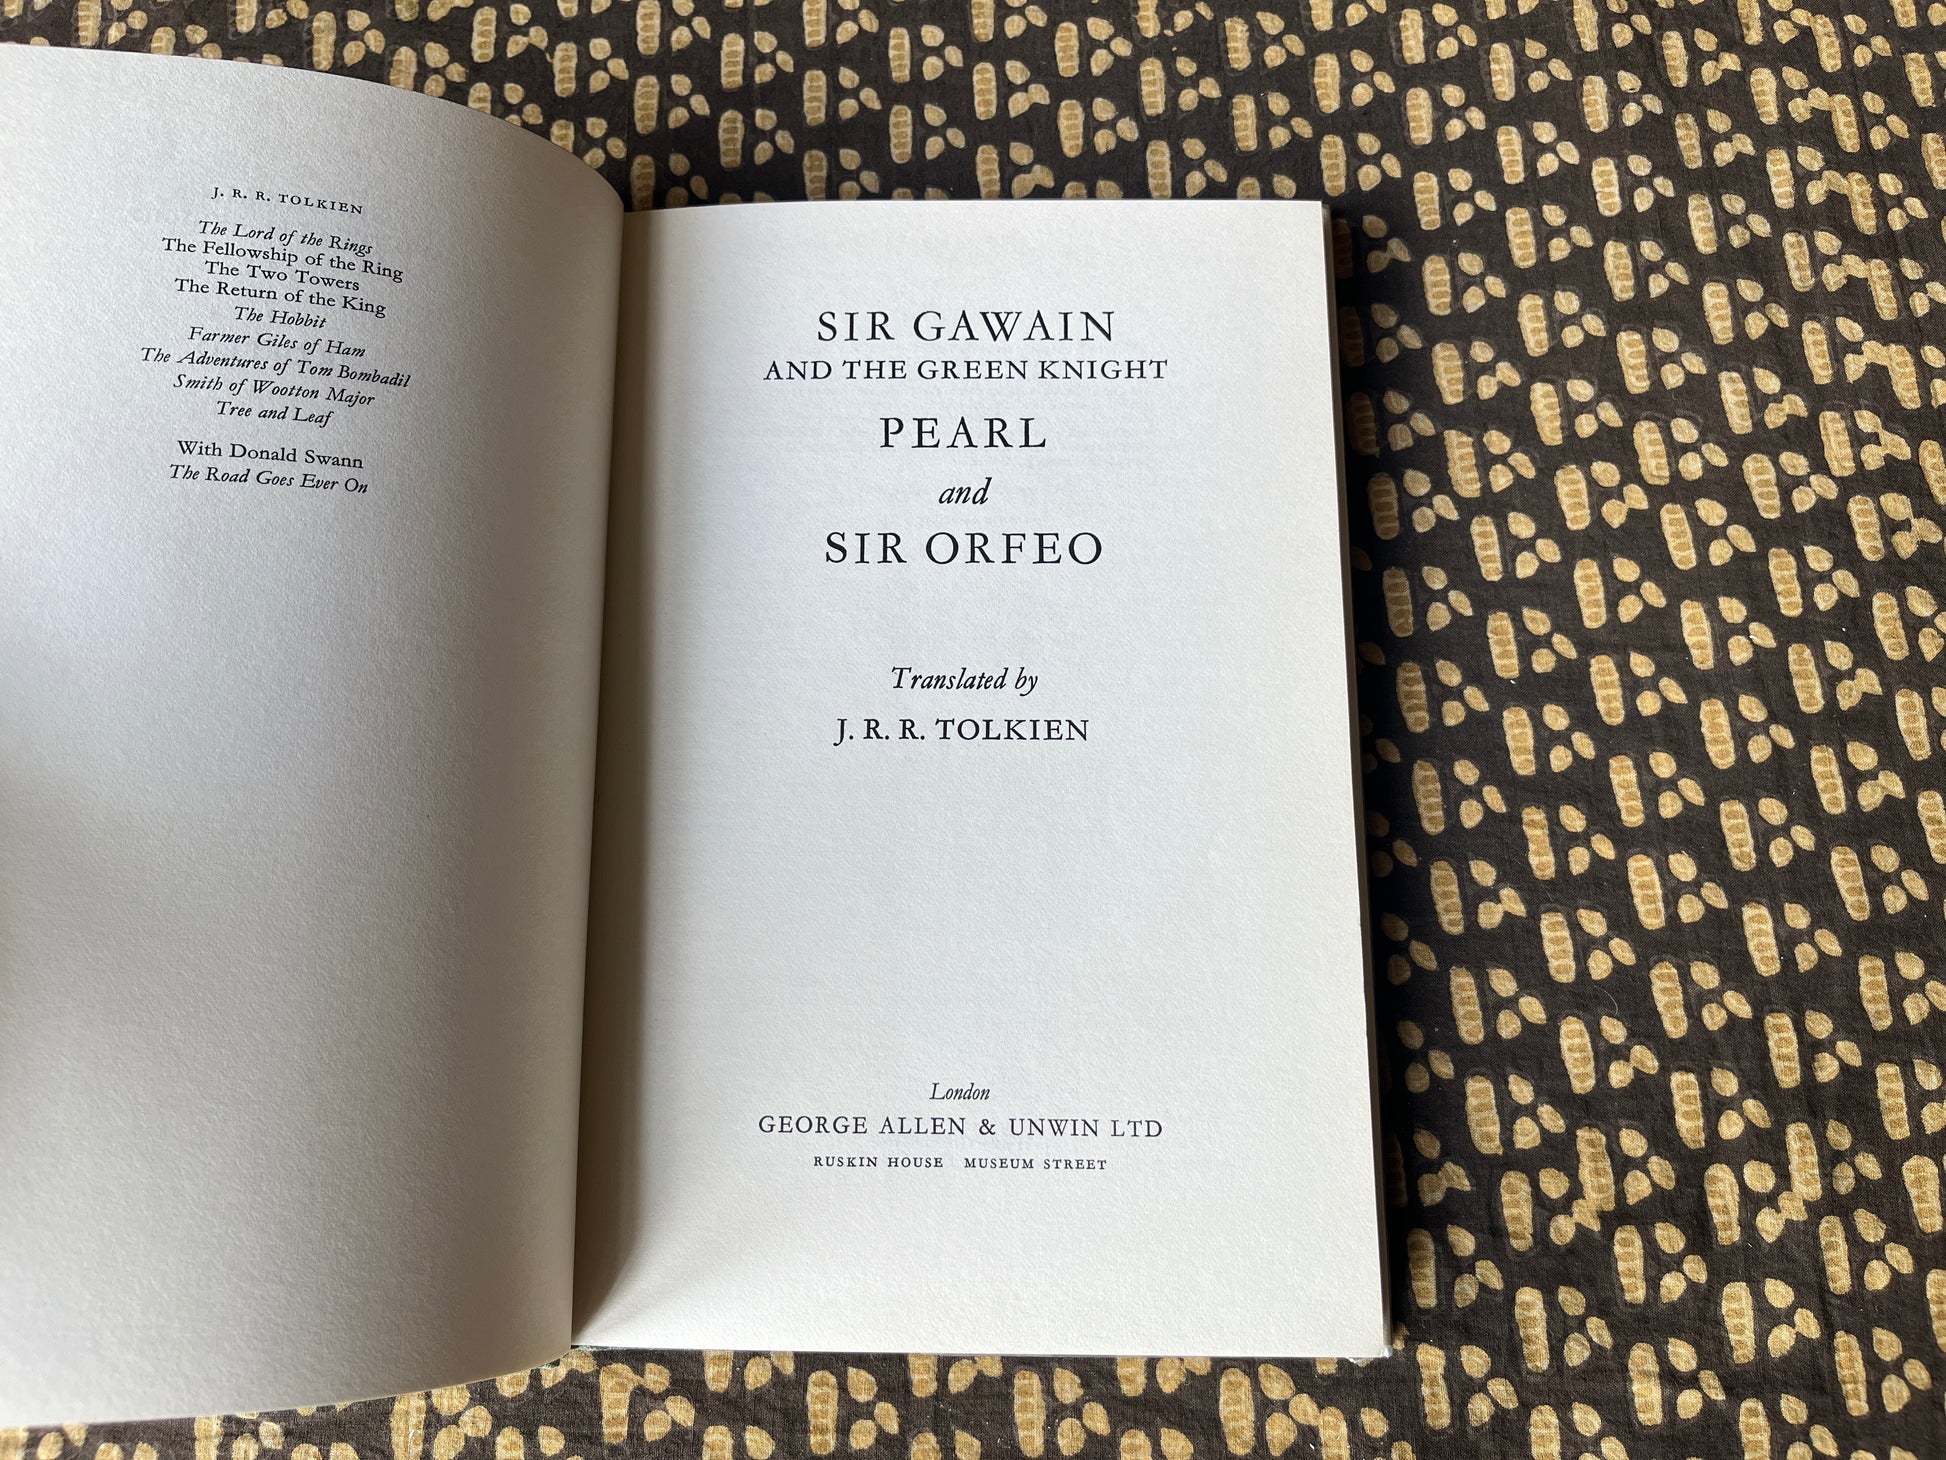 J. R. R. TOLKIEN
The Lord of the Rings
The Fellowship of the Ring
The Two Towers
The Return of the King
The Hobbit
Farmer Giles of Ham
The Adventures of Tom Bombadil
Smith of Wootton Major
Tree and Leaf
With Donald Swann
The Road Goes Ever On
SIR GAWAIN
AND THE GREEN KNIGHT
PEARL
and
SIR ORFEO
Translated by
J. R. R. TOLKIEN
London
GEORGE ALLEN & UNWIN LTD
RUSKIN HOUSE MUSEUM STREET